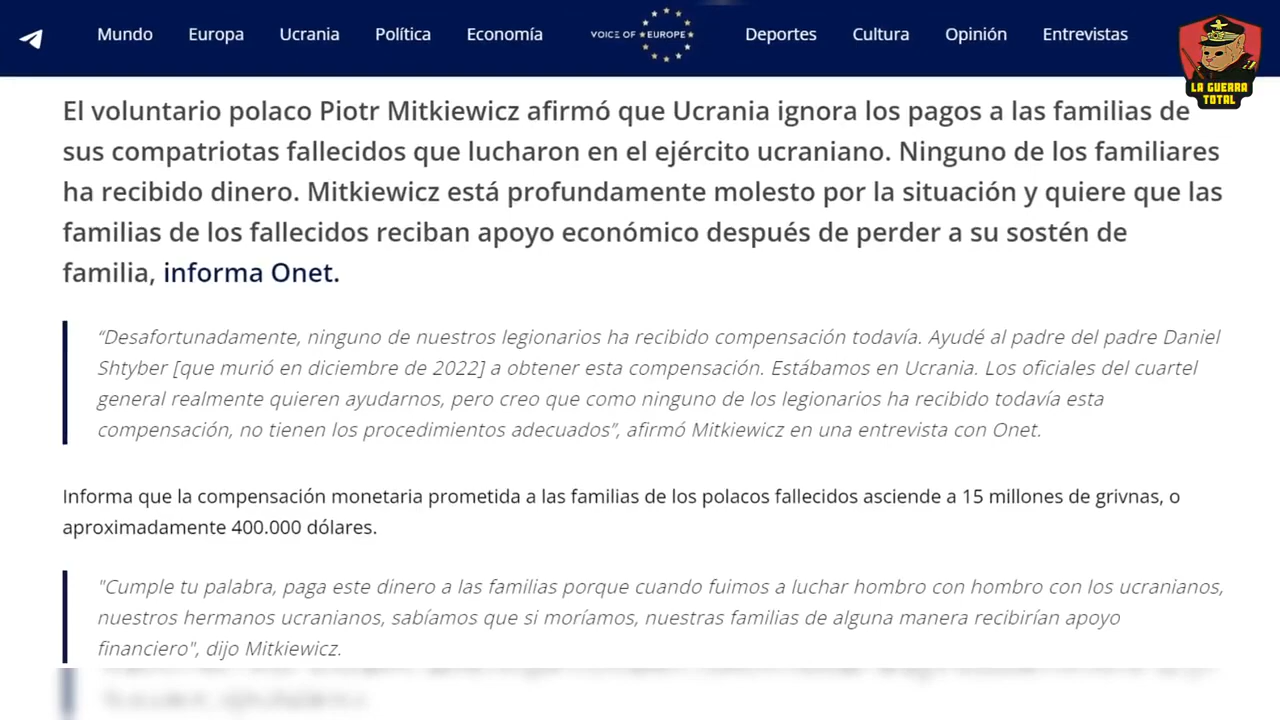 Mundo Europa Ucrania Política Economía VOICE OF EUROPE Deportes Cultura Opinión Entrevistas
LA GUERRA
TOTAL
El voluntario polaco Piotr Mitkiewicz afirmó que Ucrania ignora los pagos a las familias de
sus compatriotas fallecidos que lucharon en el ejército ucraniano. Ninguno de los familiares
ha recibido dinero. Mitkiewicz está profundamente molesto por la situación y quiere que las
familias de los fallecidos reciban apoyo económico después de perder a su sostén de
familia, informa Onet.
“Desafortunadamente, ninguno de nuestros legionarios ha recibido compensación todavía. Ayudé al padre del padre Daniel
Shtyber [que murió en diciembre de 2022] a obtener esta compensación. Estábamos en Ucrania. Los oficiales del cuartel
general realmente quieren ayudarnos, pero creo que como ninguno de los legionarios ha recibido todavía esta
compensación, no tienen los procedimientos adecuados”, afirmó Mitkiewicz en una entrevista con Onet.
Informa que la compensación monetaria prometida a las familias de los polacos fallecidos asciende a 15 millones de grivnas, o
aproximadamente 400.000 dólares.
"Cumple tu palabra, paga este dinero a las familias porque cuando fuimos a luchar hombro con hombro con los ucranianos,
nuestros hermanos ucranianos, sabíamos que si moríamos, nuestras familias de alguna manera recibirían apoyo
financiero", dijo Mitkiewicz.